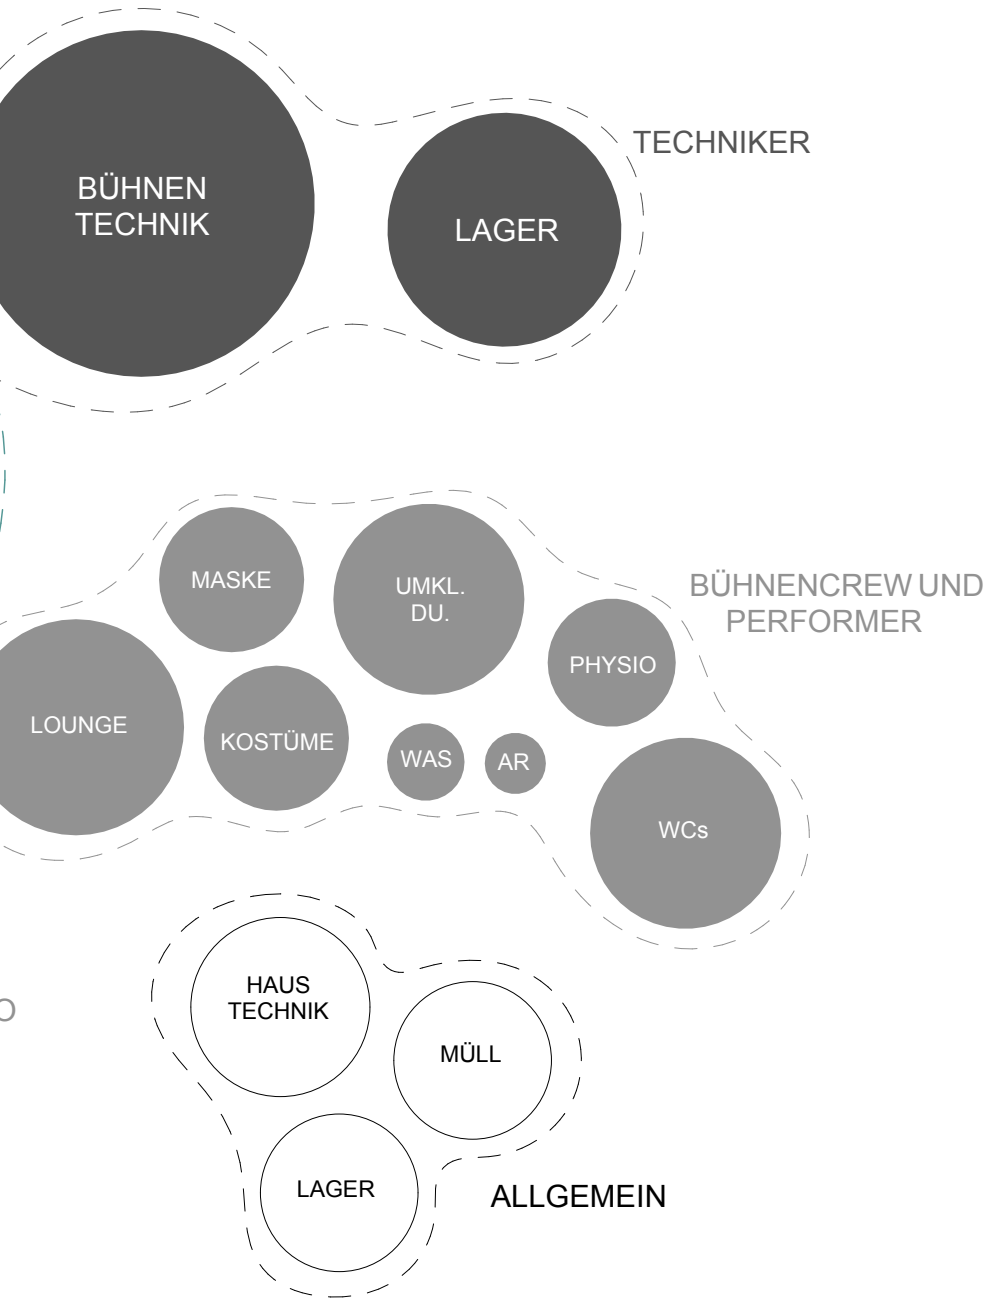 TECHNIKER
BÜHNEN
TECHNIK
LAGER
BÜHNENCREW UND
PERFORMER
MASKE
UMKL.
DU.
PHYSIO
LOUNGE
KOSTÜME
WAS
AR
WCs
HAUS
TECHNIK
O
MÜLL
LAGER
ALLGEMEIN